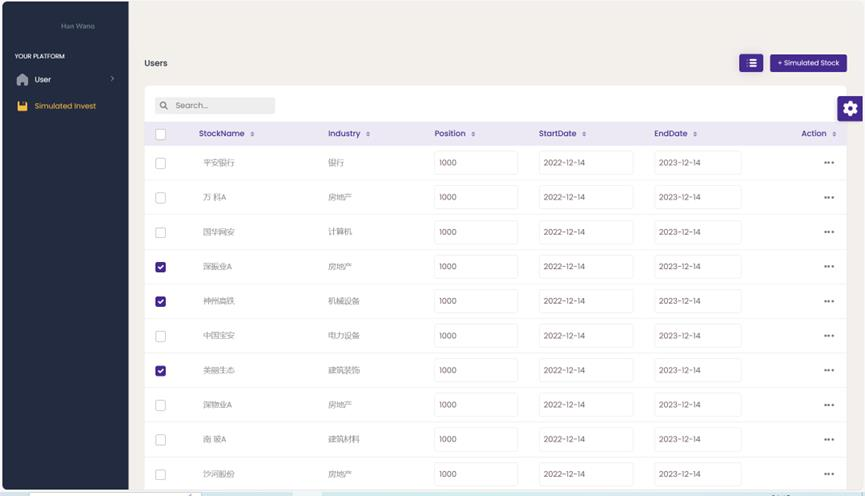 Han Wang
YOUR PLATFORM
User
Simulated Invest
Users
+ Simulated Stock
Search...
StockName Industry Position StartDate EndDate Action
平安银行 银行 1000 2022-12-14 2023-12-14
万 科A 房地产 1000 2022-12-14 2023-12-14
国华网安 计算机 1000 2022-12-14 2023-12-14
深振业A 房地产 1000 2022-12-14 2023-12-14
神州高铁 机械设备 1000 2022-12-14 2023-12-14
中国宝安 电力设备 1000 2022-12-14 2023-12-14
美丽生态 建筑装饰 1000 2022-12-14 2023-12-14
深物业A 房地产 1000 2022-12-14 2023-12-14
南 玻A 建筑材料 1000 2022-12-14 2023-12-14
沙河股份 房地产 1000 2022-12-14 2023-12-14